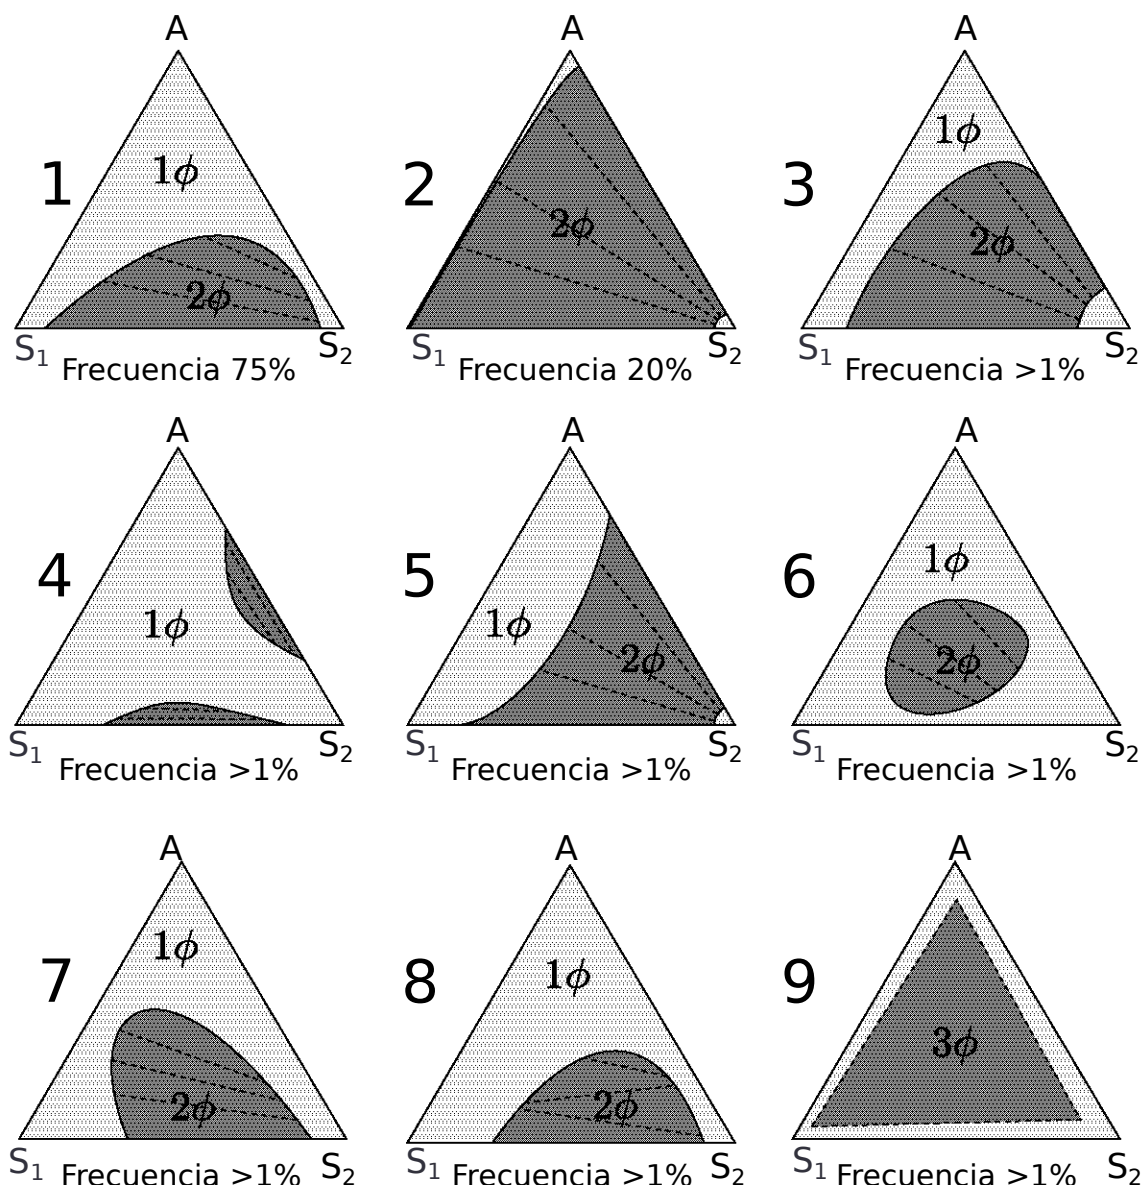 A A A
1 1ϕ 2ϕ 2 2ϕ 3 1ϕ 2ϕ
S₁ S₂ S₁ S₂ S₁ S₂
Frecuencia 75% Frecuencia 20% Frecuencia >1%
A A A
4 1ϕ 5 1ϕ 2ϕ 6 1ϕ 2ϕ
S₁ S₂ S₁ S₂ S₁ S₂
Frecuencia >1% Frecuencia >1% Frecuencia >1%
A A A
7 1ϕ 2ϕ 8 1ϕ 2ϕ 9 3ϕ
S₁ S₂ S₁ S₂ S₁ S₂
Frecuencia >1% Frecuencia >1% Frecuencia >1%